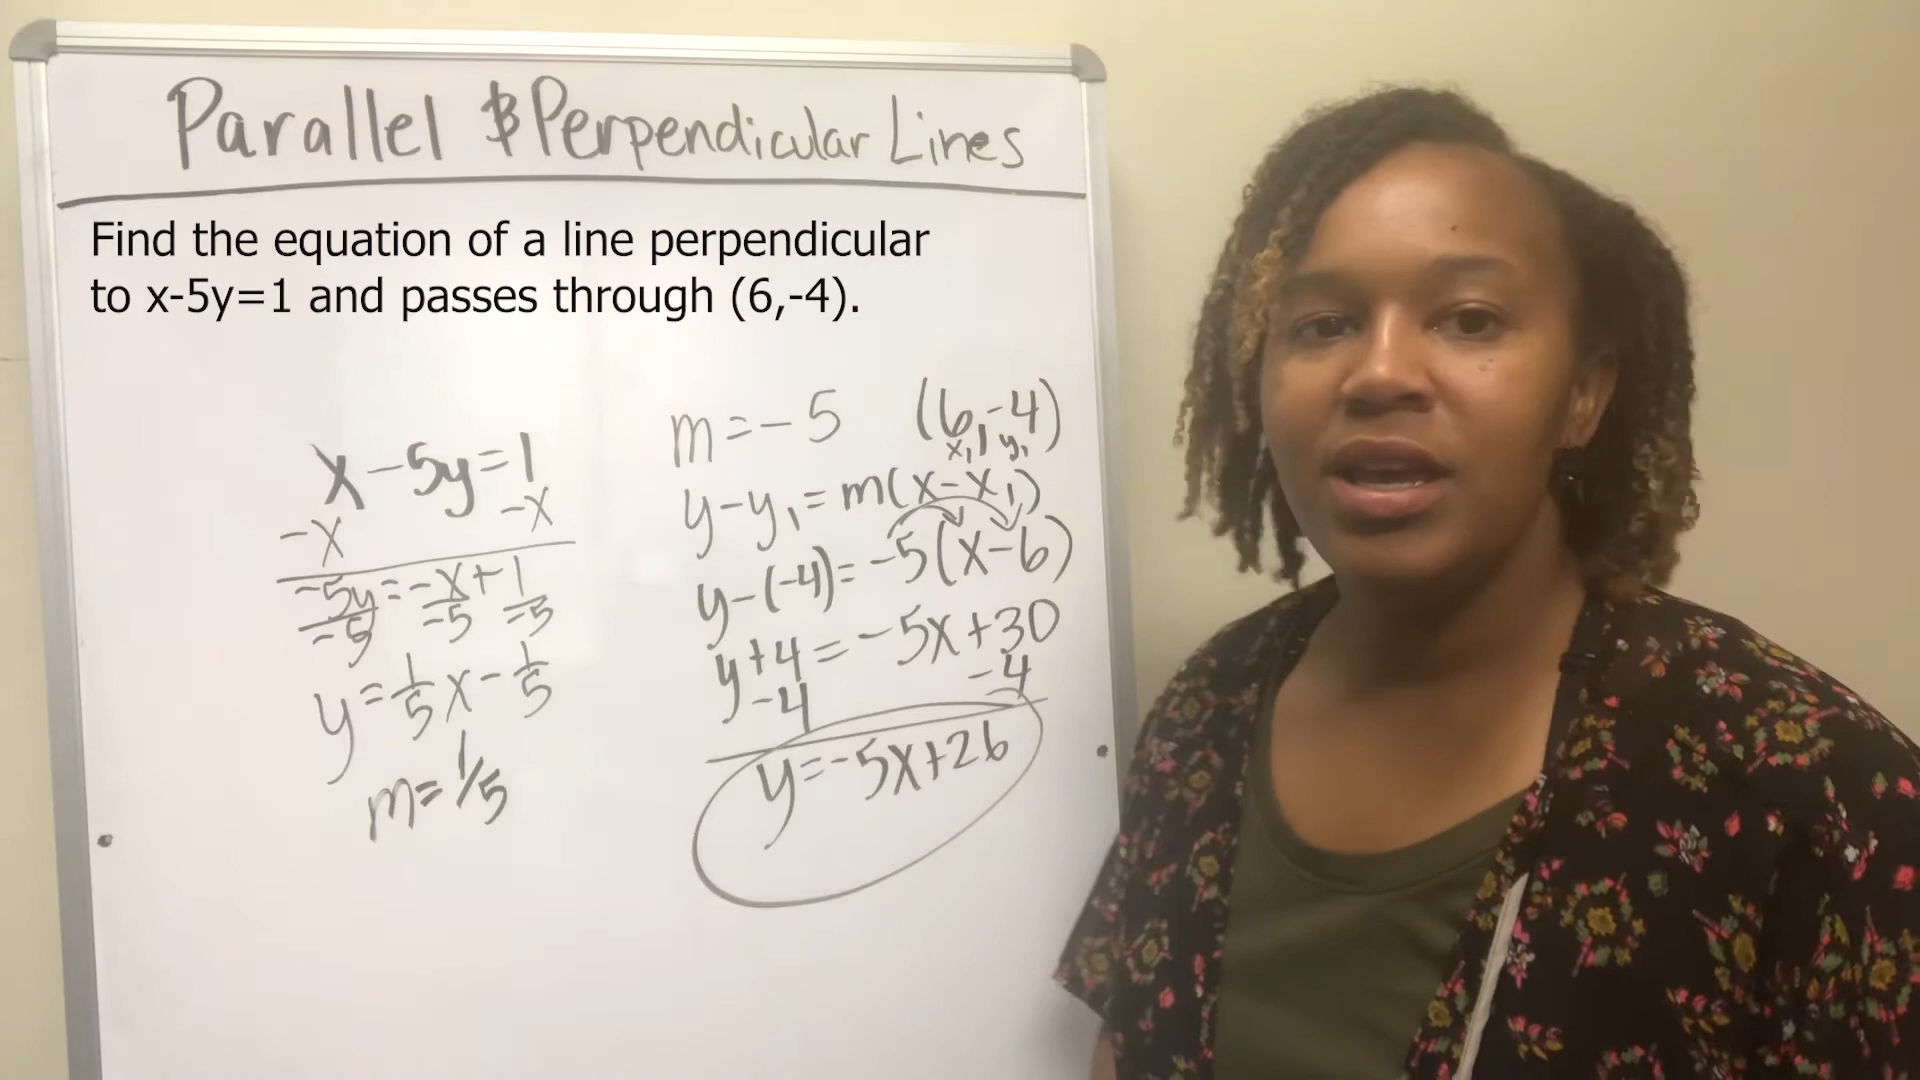 Parallel & Perpendicular Lines
Find the equation of a line perpendicular
to x-5y=1 and passes through (6,-4).
x-5y=1
-x -x
-5y/-5=-x/-5+1/-5
y=1/5x-1/5
m=1/5
m=-5 (6,-4)
x₁ y₁
y-y₁=m(x-x₁)
y-(-4)=-5(x-6)
y+4=-5x+30
-4 -4
y=-5x+26